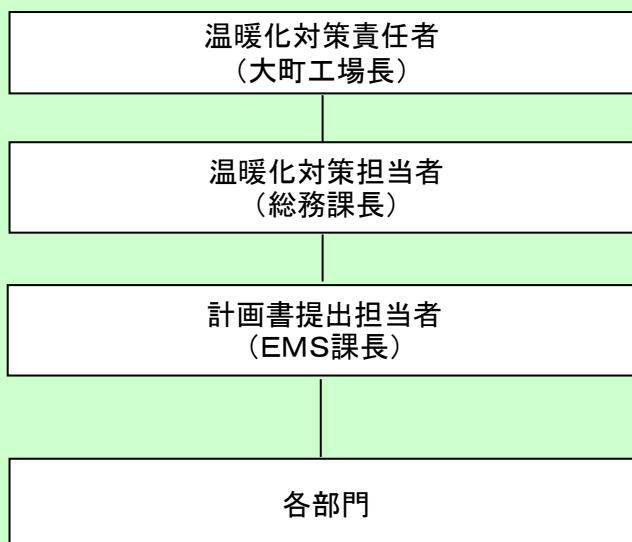 温暖化対策責任者
（大町工場長）
温暖化対策担当者
（総務課長）
計画書提出担当者
（EMS課長）
各部門